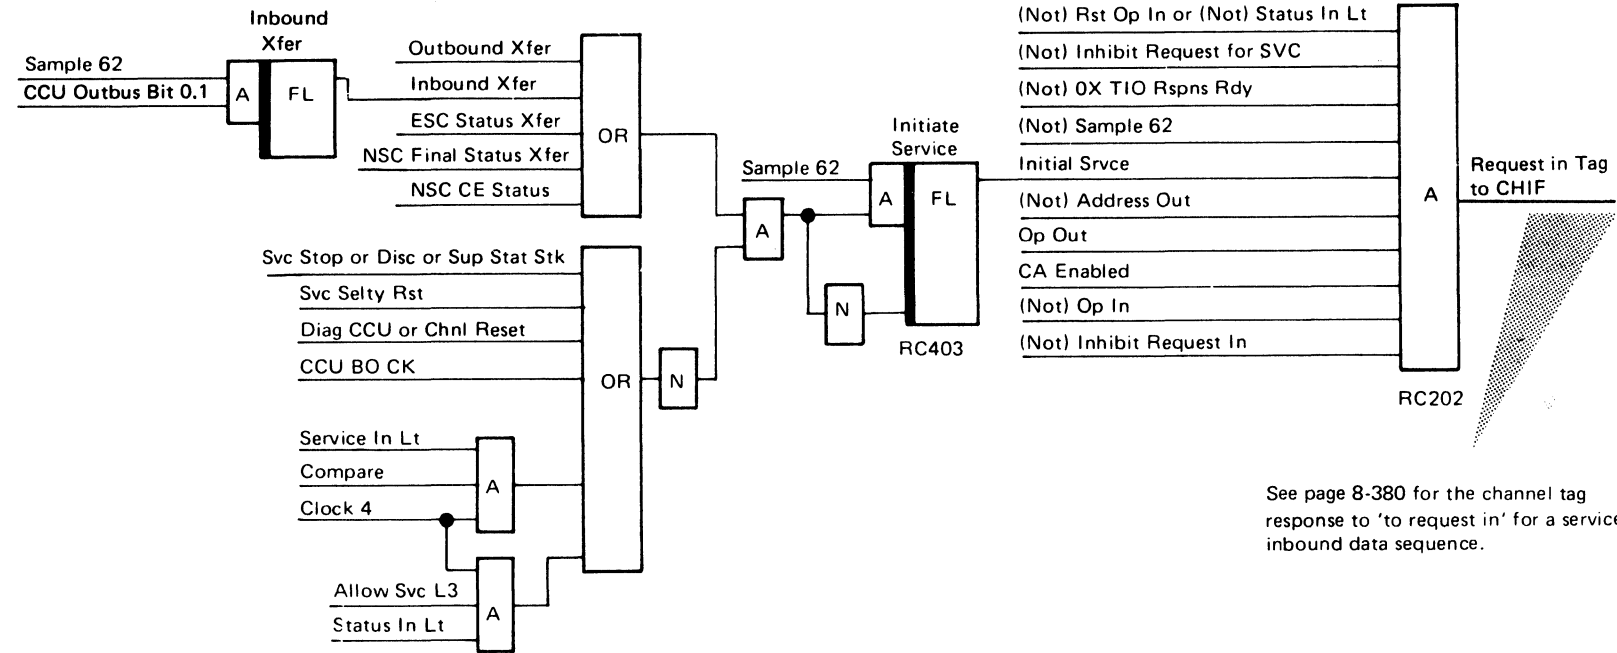 Inbound
Xfer
Sample 62
CCU Outbus Bit 0.1
A
FL
Outbound Xfer
Inbound Xfer
ESC Status Xfer
NSC Final Status Xfer
NSC CE Status
OR
Svc Stop or Disc or Sup Stat Stk
Svc Selty Rst
Diag CCU or Chnl Reset
CCU BO CK
OR
N
Service In Lt
Compare
Clock 4
A
Allow Svc L3
Status In Lt
A
Sample 62
A
N
Initiate
Service
A
FL
RC403
(Not) Rst Op In or (Not) Status In Lt
(Not) Inhibit Request for SVC
(Not) 0X TIO Rspns Rdy
(Not) Sample 62
Initial Srvce
(Not) Address Out
Op Out
CA Enabled
(Not) Op In
(Not) Inhibit Request In
A
RC202
Request in Tag
to CHIF
See page 8-380 for the channel tag
response to 'to request in' for a service
inbound data sequence.